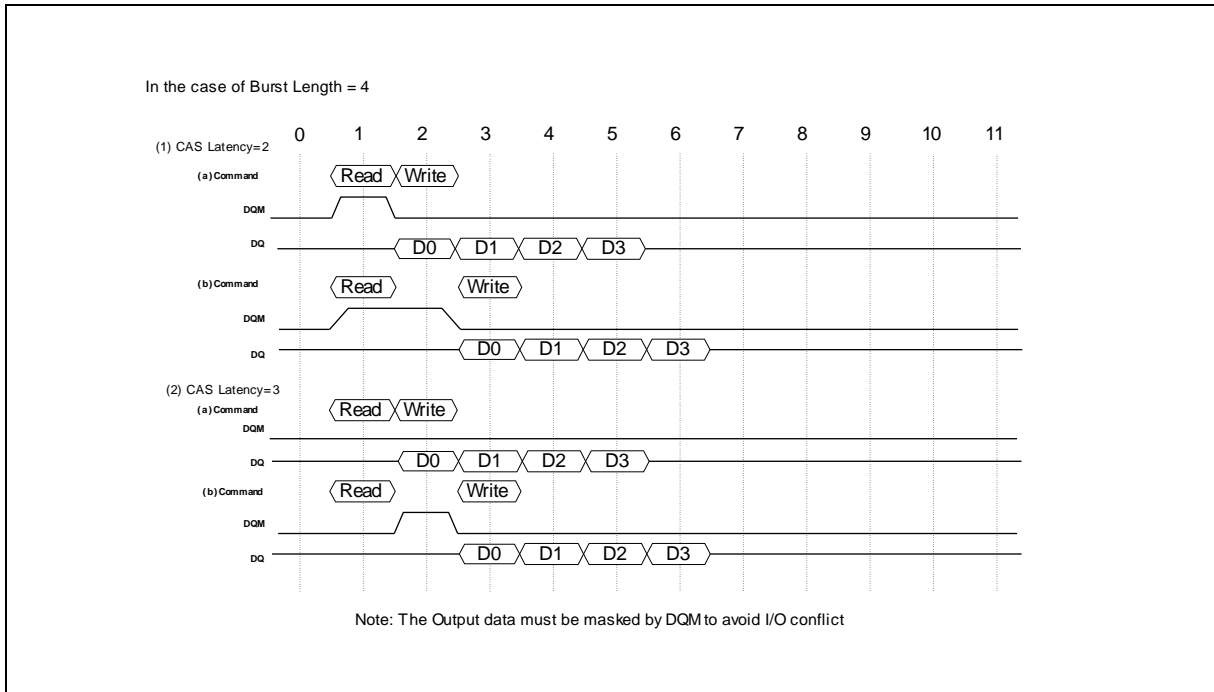 In the case of Burst Length = 4
0 1 2 3 4 5 6 7 8 9 10 11
(1) CAS Latency=2
(a) Command Read Write
DQM
DQ D0 D1 D2 D3
(b) Command Read Write
DQM
DQ D0 D1 D2 D3
(2) CAS Latency=3
(a) Command Read Write
DQM
DQ D0 D1 D2 D3
(b) Command Read Write
DQM
DQ D0 D1 D2 D3
Note: The Output data must be masked by DQM to avoid I/O conflict